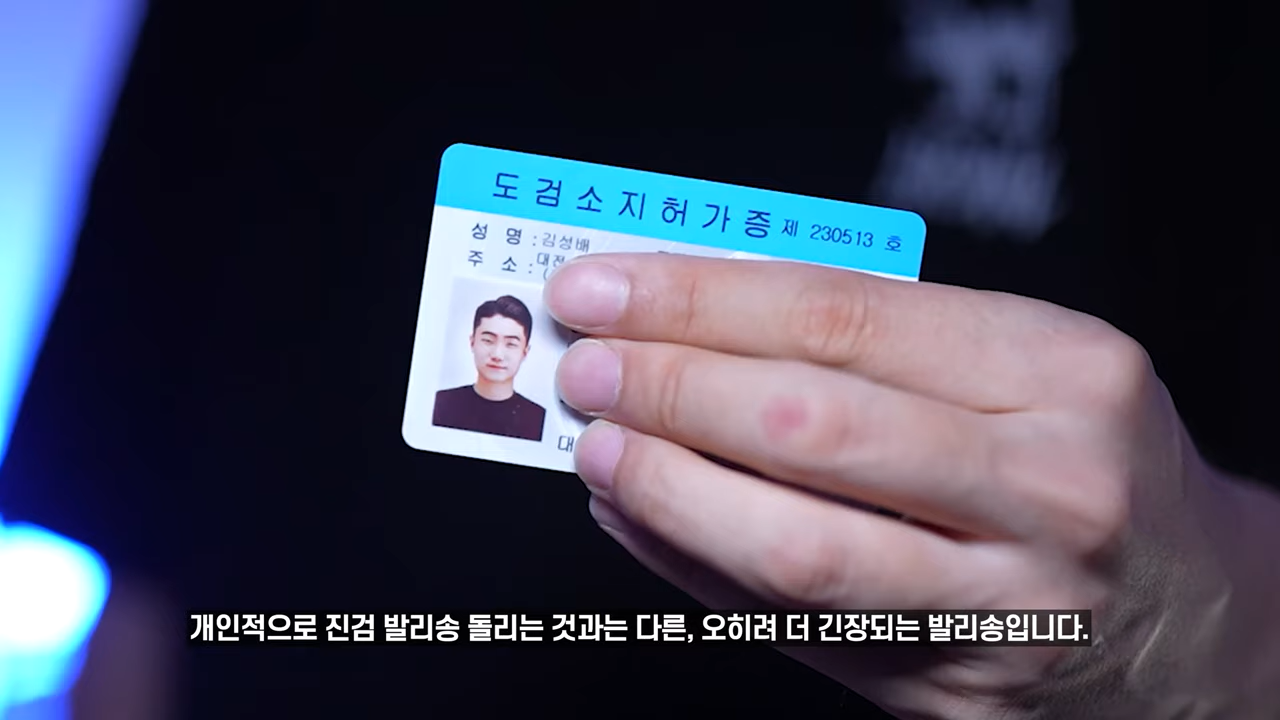 도검소지허가증 제 230513 호
성 명 : 김성배
주 소 : 대전
대
개인적으로 진검 발리송 돌리는 것과는 다른, 오히려 더 긴장되는 발리송입니다.